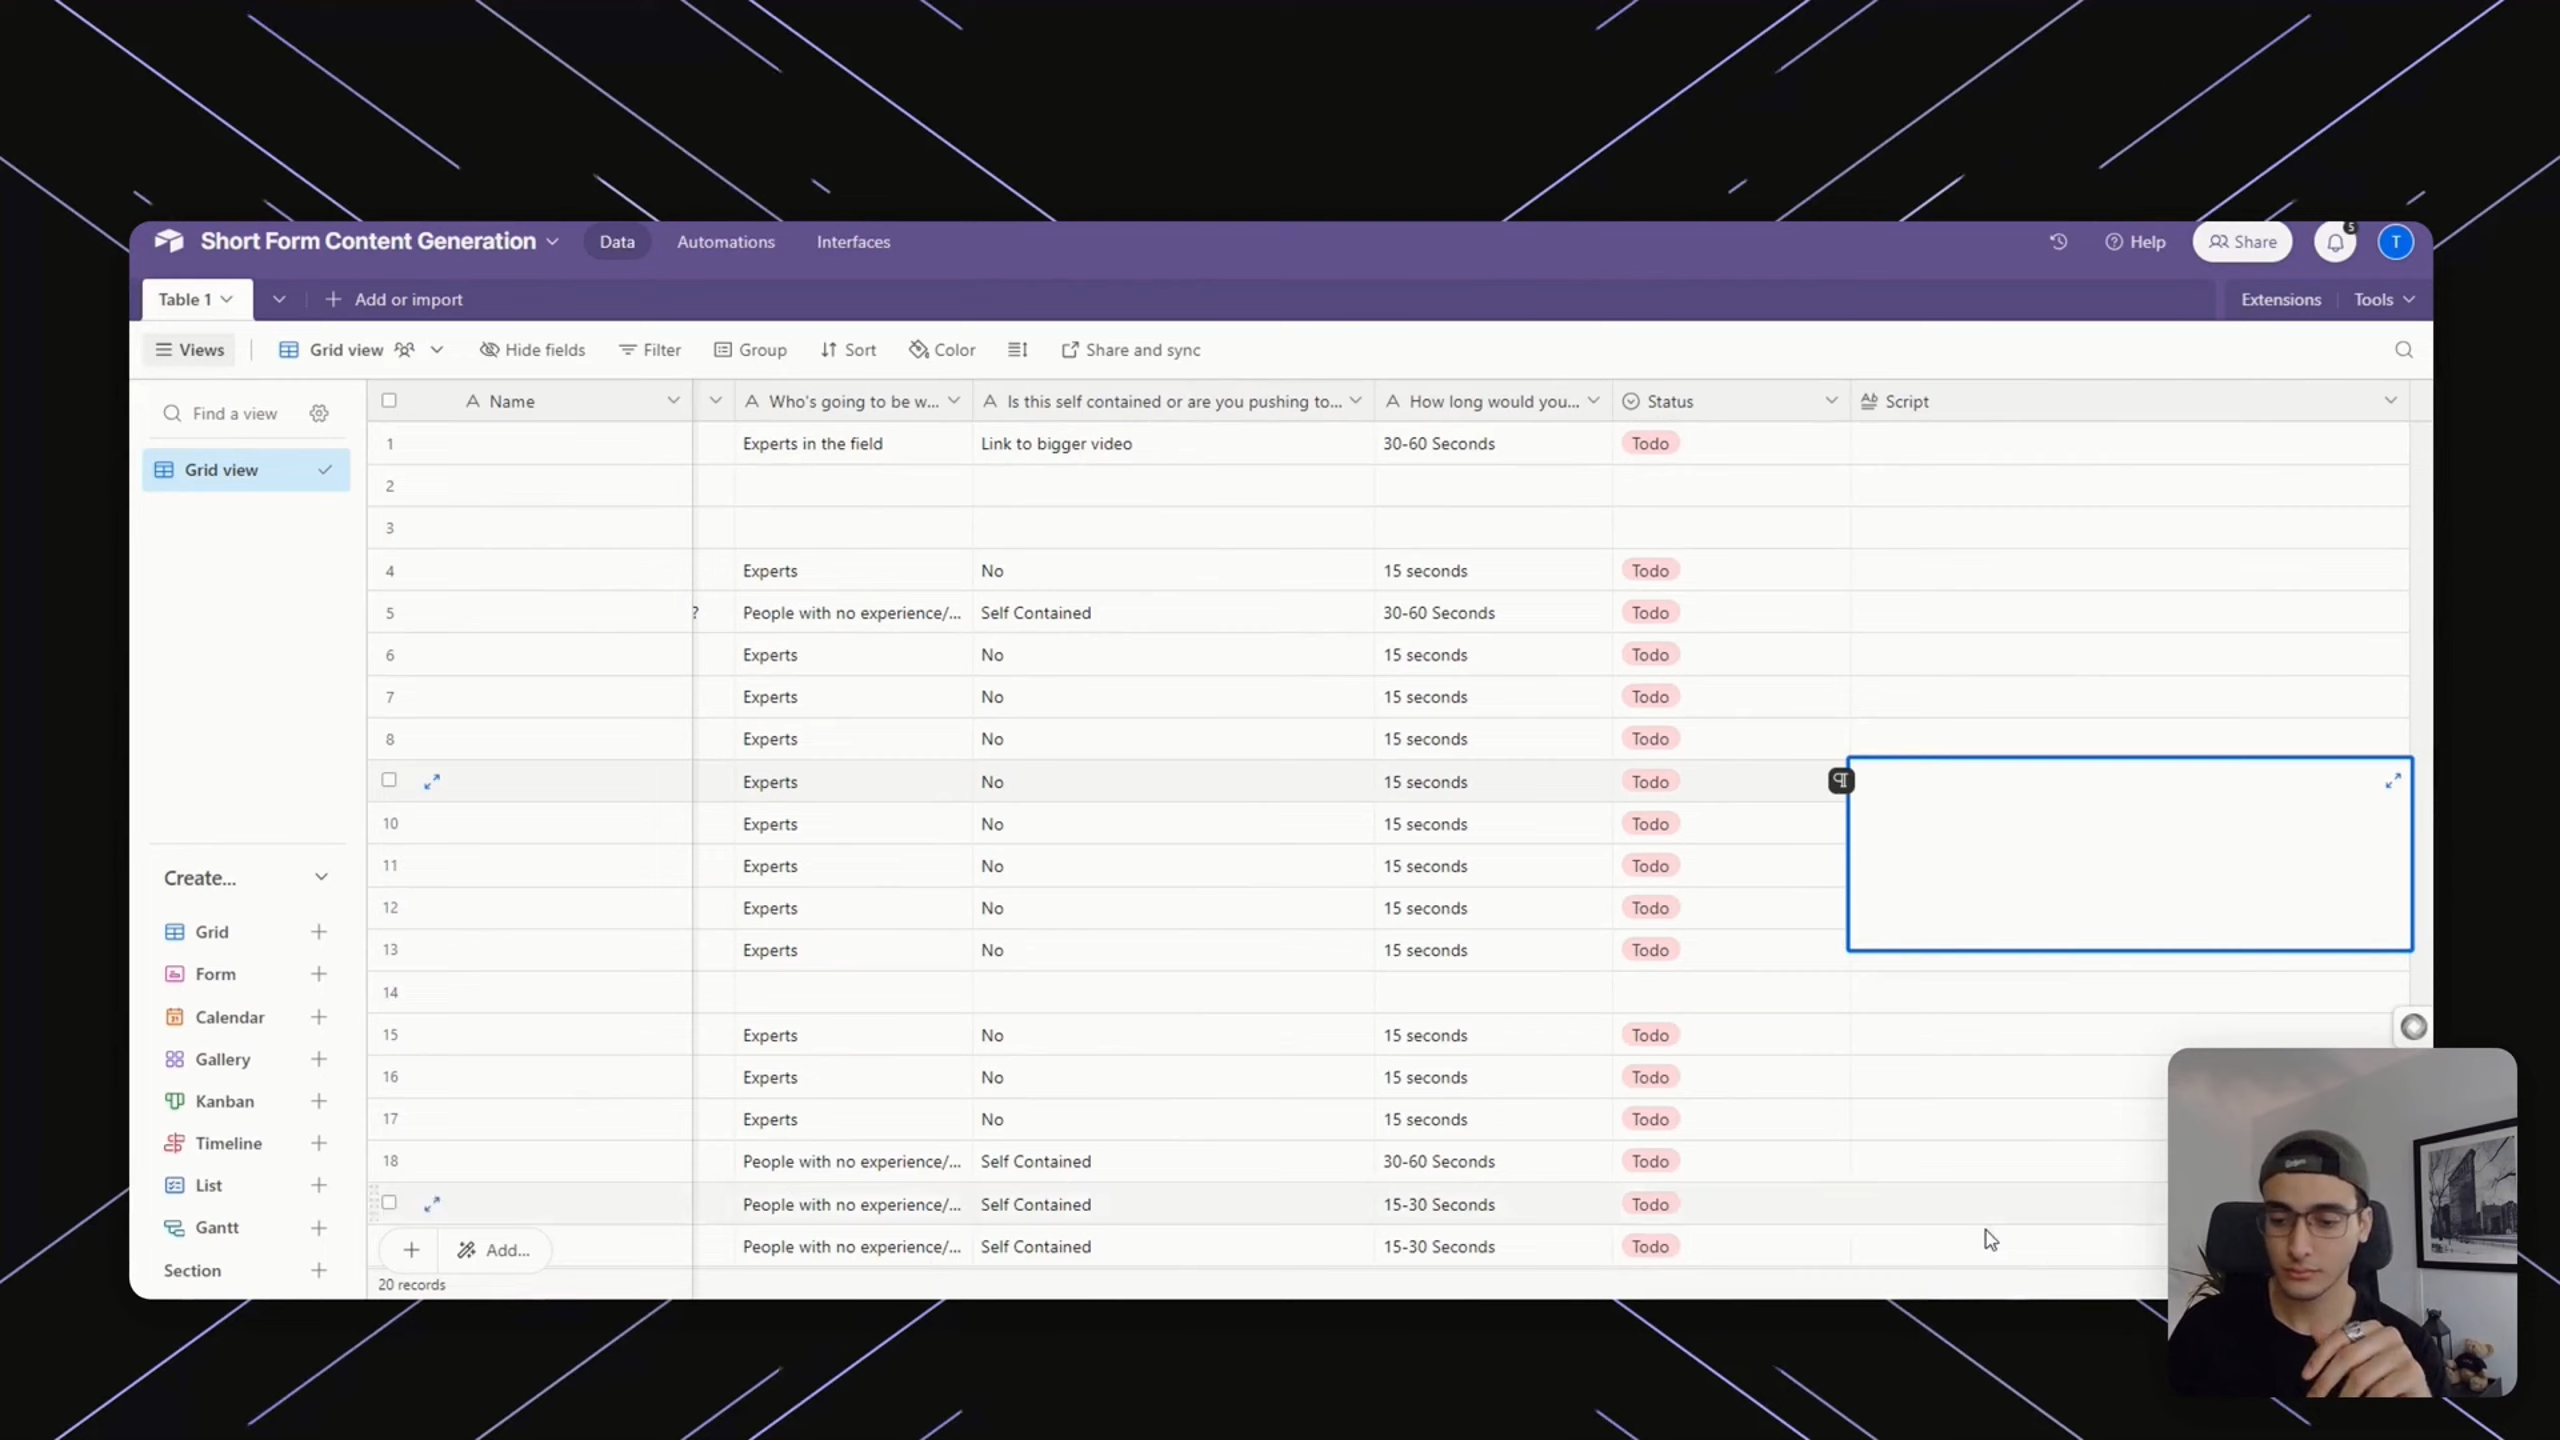 Short Form Content Generation
Data
Automations
Interfaces
Help
Share
5
T
Table 1
Add or import
Extensions
Tools
Views
Grid view
Hide fields
Filter
Group
Sort
Color
Share and sync
Find a view
Grid view
Name
Who's going to be w...
Is this self contained or are you pushing to...
How long would you...
Status
Script
1 Experts in the field Link to bigger video 30-60 Seconds Todo
2
3
4 Experts No 15 seconds Todo
5 ? People with no experience/... Self Contained 30-60 Seconds Todo
6 Experts No 15 seconds Todo
7 Experts No 15 seconds Todo
8 Experts No 15 seconds Todo
Experts No 15 seconds Todo
10 Experts No 15 seconds Todo
11 Experts No 15 seconds Todo
12 Experts No 15 seconds Todo
13 Experts No 15 seconds Todo
14
15 Experts No 15 seconds Todo
16 Experts No 15 seconds Todo
17 Experts No 15 seconds Todo
18 People with no experience/... Self Contained 30-60 Seconds Todo
People with no experience/... Self Contained 15-30 Seconds Todo
People with no experience/... Self Contained 15-30 Seconds Todo
Add...
20 records
Create...
Grid
Form
Calendar
Gallery
Kanban
Timeline
List
Gantt
Section